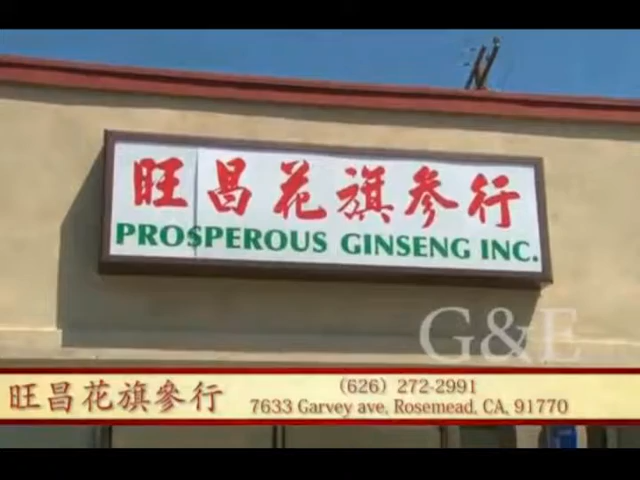 旺昌花旗參行
PROSPEROUS GINSENG INC.
G&E
旺昌花旗參行
(626) 272-2991
7633 Garvey ave, Rosemead, CA, 91770